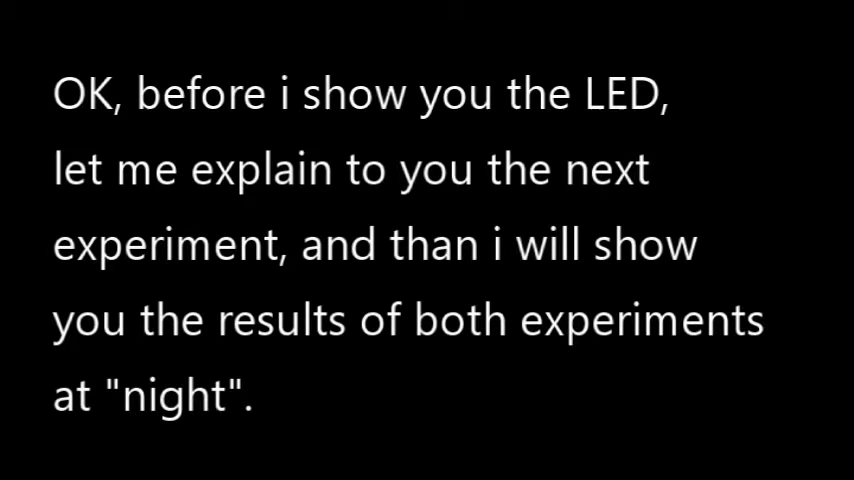 OK, before i show you the LED,
let me explain to you the next
experiment, and than i will show
you the results of both experiments
at "night".